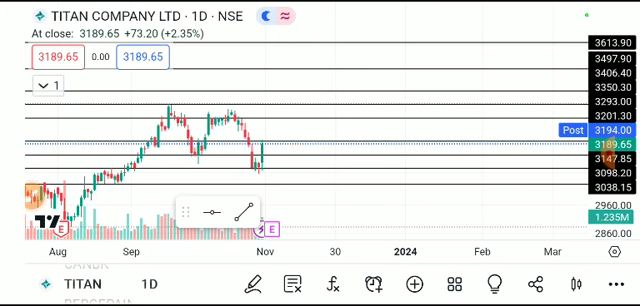 TITAN COMPANY LTD · 1D · NSE
At close: 3189.65 +73.20 (+2.35%)
3189.65 0.00 3189.65
1
3613.90
3497.90
3406.40
3350.30
3293.00
3201.30
Post 3194.00
3189.65
3147.85
3098.20
3038.15
2960.00
1.235M
2860.00
E E
Aug Sep Nov 30 2024 Feb Mar
TITAN 1D